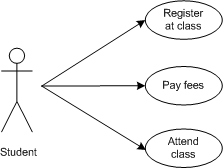 Register
at class
Pay fees
Attend
class
Student